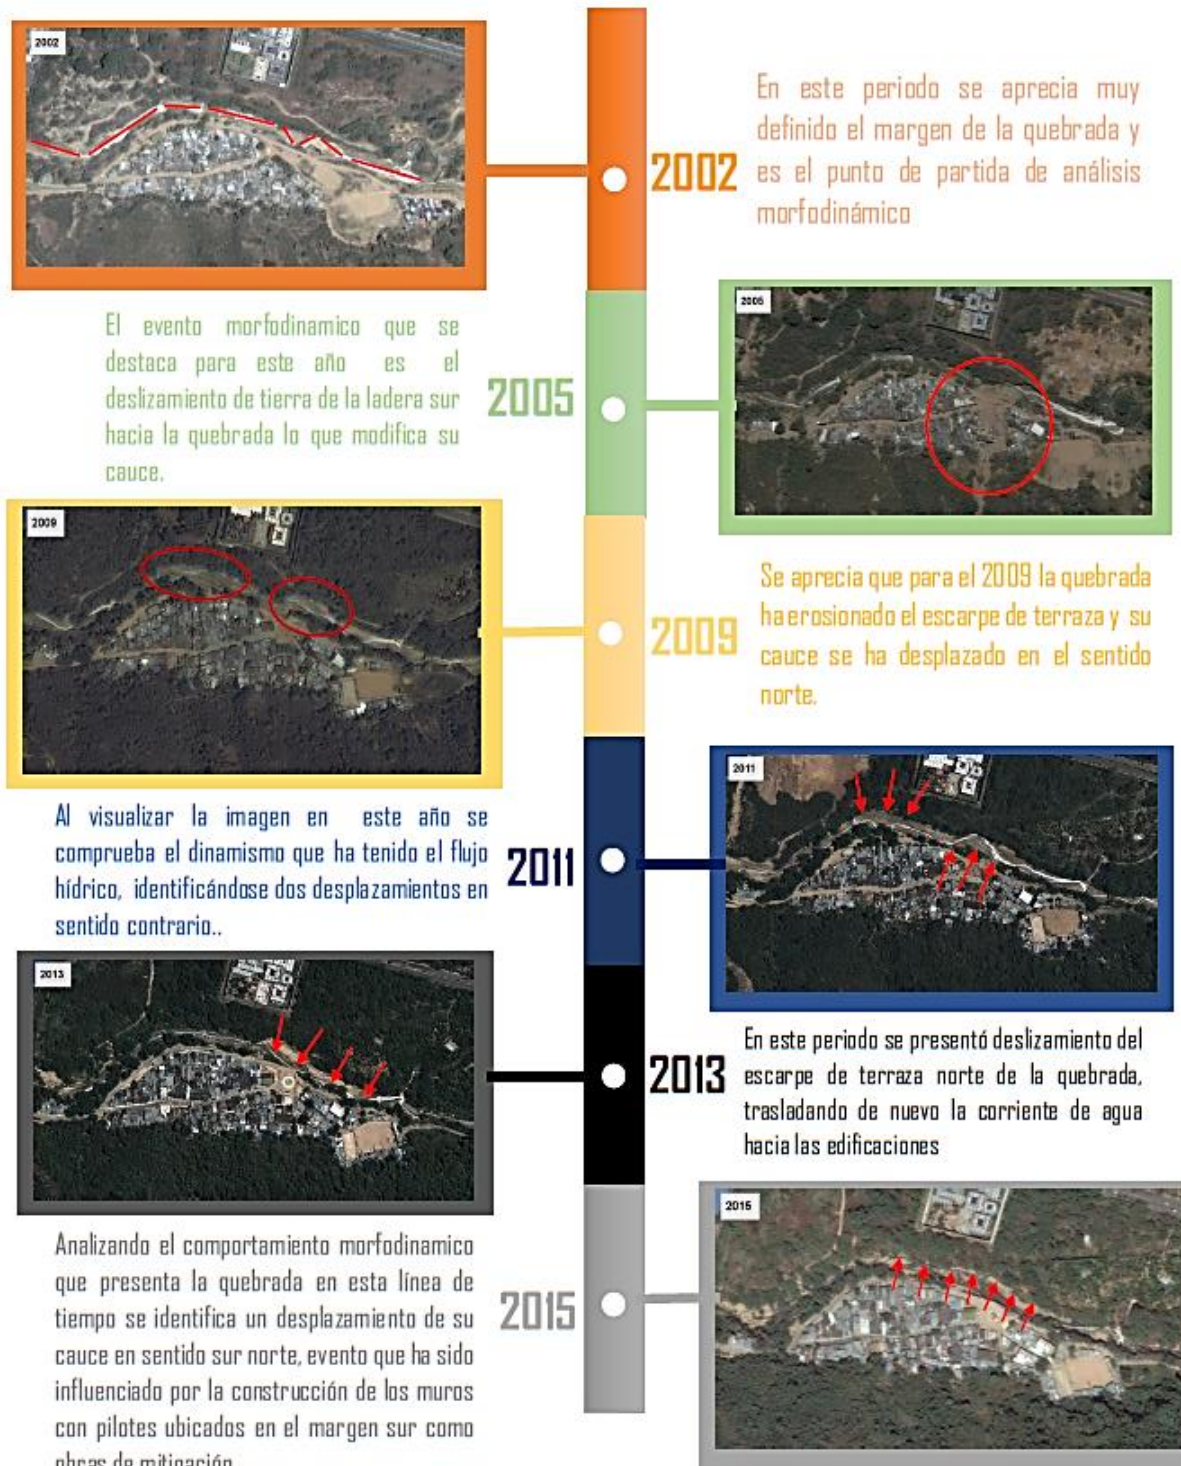 2002
En este periodo se aprecia muy
definido el margen de la quebrada y
2002
es el punto de partida de análisis
morfodinámico
2005
El evento morfodinamico que se
destaca para este año es el
deslizamiento de tierra de la ladera sur
hacia la quebrada lo que modifica su
cauce.
2005
2009
Se aprecia que para el 2009 la quebrada
ha erosionado el escarpe de terraza y su
2009
cauce se ha desplazado en el sentido
norte.
2011
Al visualizar la imagen en este año se
comprueba el dinamismo que ha tenido el flujo
hídrico, identificándose dos desplazamientos en
sentido contrario..
2011
2013
En este periodo se presentó deslizamiento del
escarpe de terraza norte de la quebrada,
2013
trasladando de nuevo la corriente de agua
hacia las edificaciones
2015
Analizando el comportamiento morfodinamico
que presenta la quebrada en esta línea de
tiempo se identifica un desplazamiento de su
cauce en sentido sur norte, evento que ha sido
influenciado por la construcción de los muros
con pilotes ubicados en el margen sur como
obras de mitigación
2015